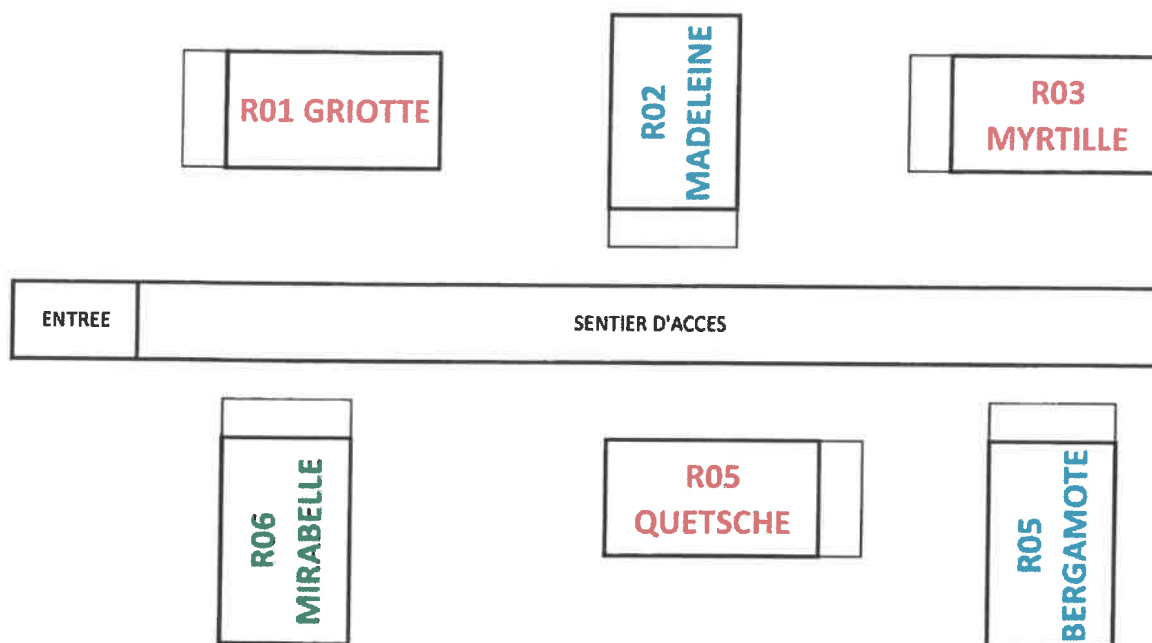 R01 GRIOTTE
R02
MADELEINE
R03
MYRTILLE
ENTREE
SENTIER D'ACCES
R06
MIRABELLE
R05
QUETSCHE
R05
BERGAMOTE